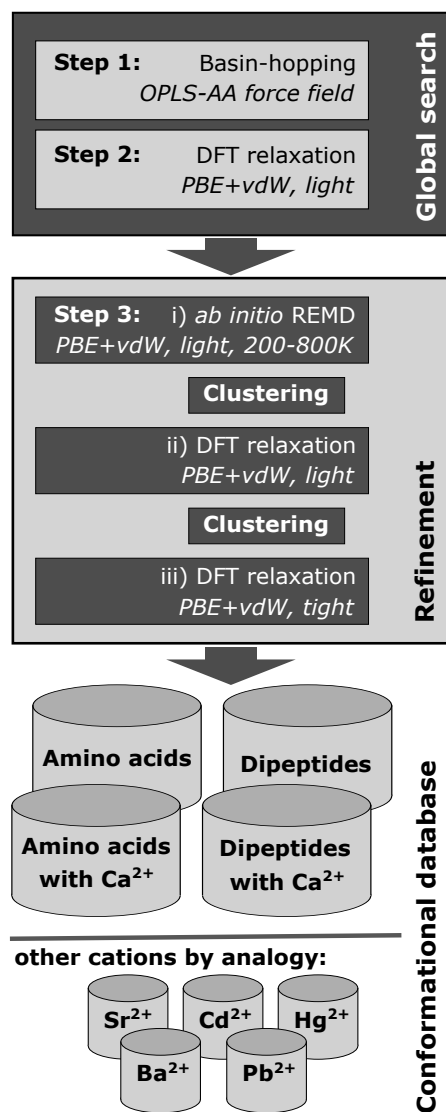 Step 1: Basin-hopping
OPLS-AA force field
Step 2: DFT relaxation
PBE+vdW, light
Global search
Step 3: i) ab initio REMD
PBE+vdW, light, 200-800K
Clustering
ii) DFT relaxation
PBE+vdW, light
Clustering
iii) DFT relaxation
PBE+vdW, tight
Refinement
Amino acids
Dipeptides
Amino acids
with Ca²⁺
Dipeptides
with Ca²⁺
other cations by analogy:
Sr²⁺ Cd²⁺ Hg²⁺
Ba²⁺ Pb²⁺
Conformational database